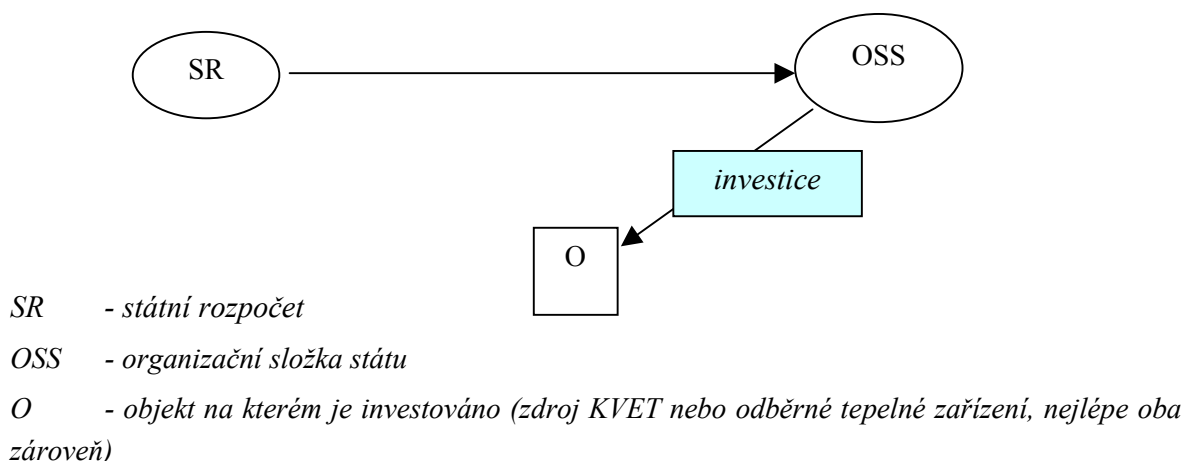 SR
OSS
investice
O
SR - státní rozpočet
OSS - organizační složka státu
O - objekt na kterém je investováno (zdroj KVET nebo odběrné tepelné zařízení, nejlépe oba
zároveň)